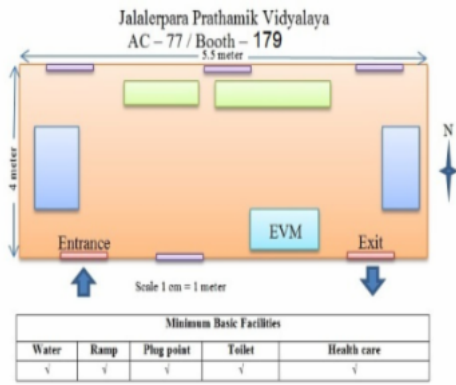 Jalalerpara Prathamik Vidyalaya
AC – 77 / Booth – 179
5.5 meter
4 meter
N
EVM
Entrance
Exit
Scale 1 cm = 1 meter
Minimum Basic Facilities
Water Ramp Plug point Toilet Health care
√ √ √ √ √